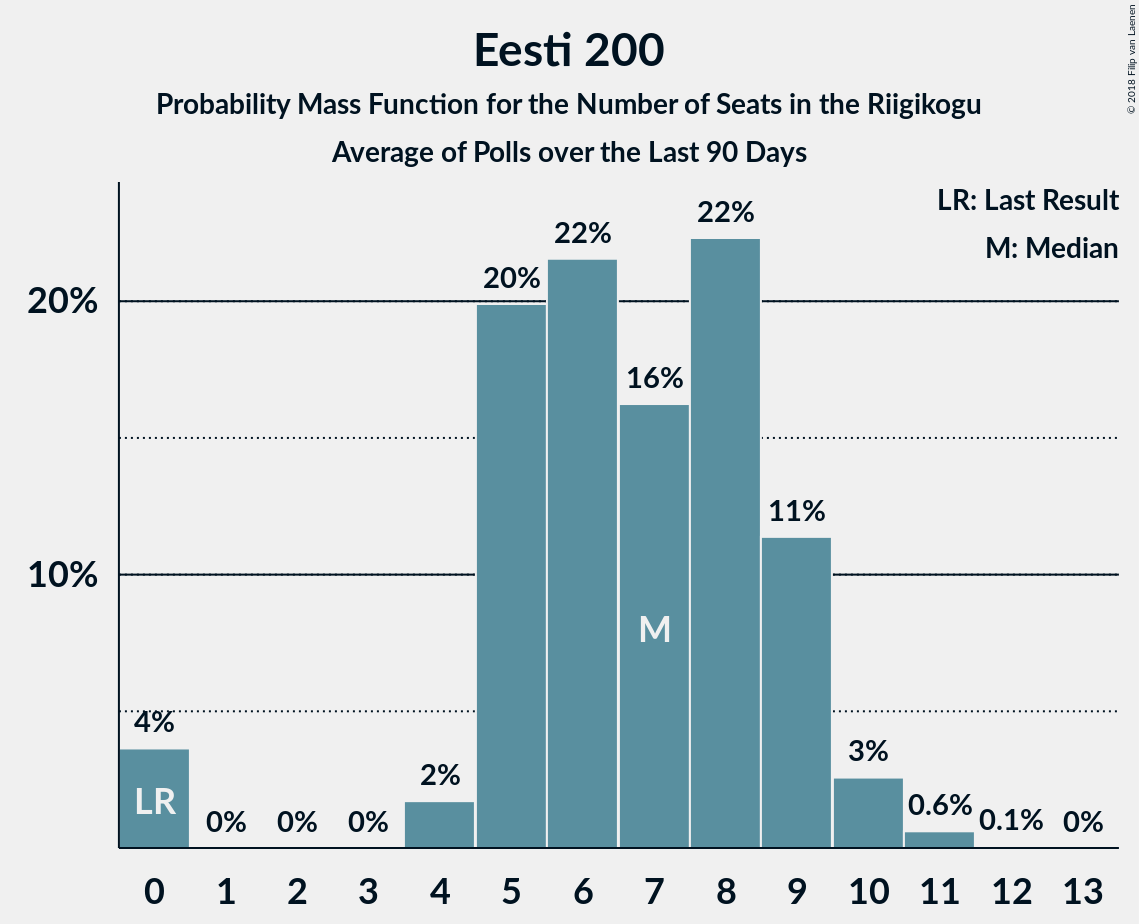 Eesti 200
Probability Mass Function for the Number of Seats in the Riigikogu
Average of Polls over the Last 90 Days
© 2018 Filip van Laenen
LR: Last Result
M: Median
20%
10%
4%
0%
0%
0%
2%
20%
22%
16%
22%
11%
3%
0.6%
0.1%
0%
LR
M
0 1 2 3 4 5 6 7 8 9 10 11 12 13